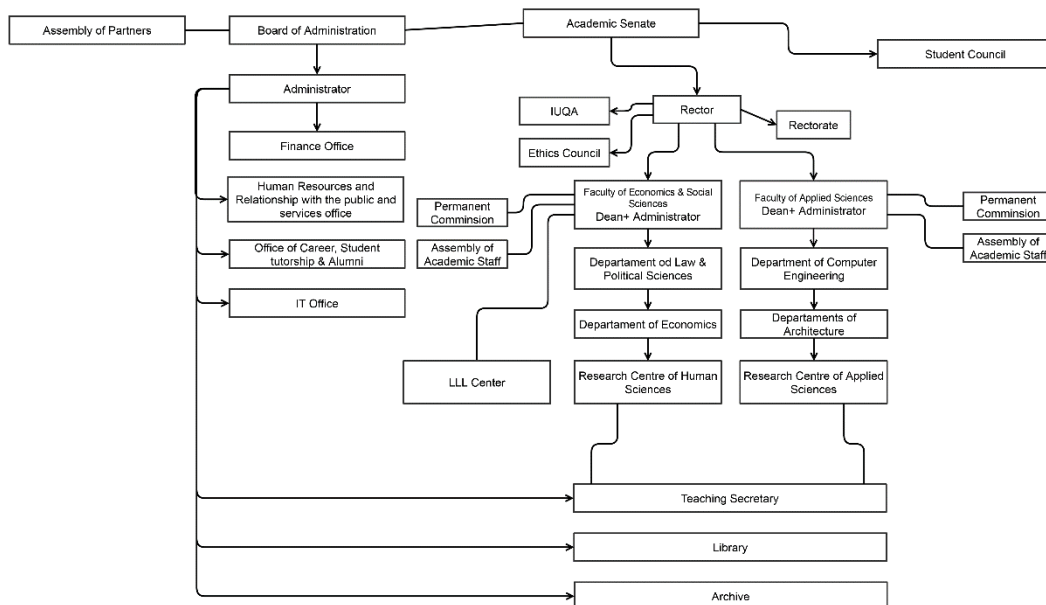 Assembly of Partners
Board of Administration
Academic Senate
Student Council
Administrator
IUQA
Rector
Rectorate
Finance Office
Ethics Council
Human Resources and
Relationship with the public and
services office
Permanent
Comminsion
Faculty of Economics & Social
Sciences
Dean+ Administrator
Faculty of Applied Sciences
Dean+ Administrator
Permanent
Comminsion
Office of Career, Student
tutorship & Alumni
Assembly of
Academic Staff
Departament od Law &
Political Sciences
Department of Computer
Engineering
Assembly of
Academic Staff
IT Office
Departament of Economics
Departaments of
Architecture
LLL Center
Research Centre of Human
Sciences
Research Centre of Applied
Sciences
Teaching Secretary
Library
Archive